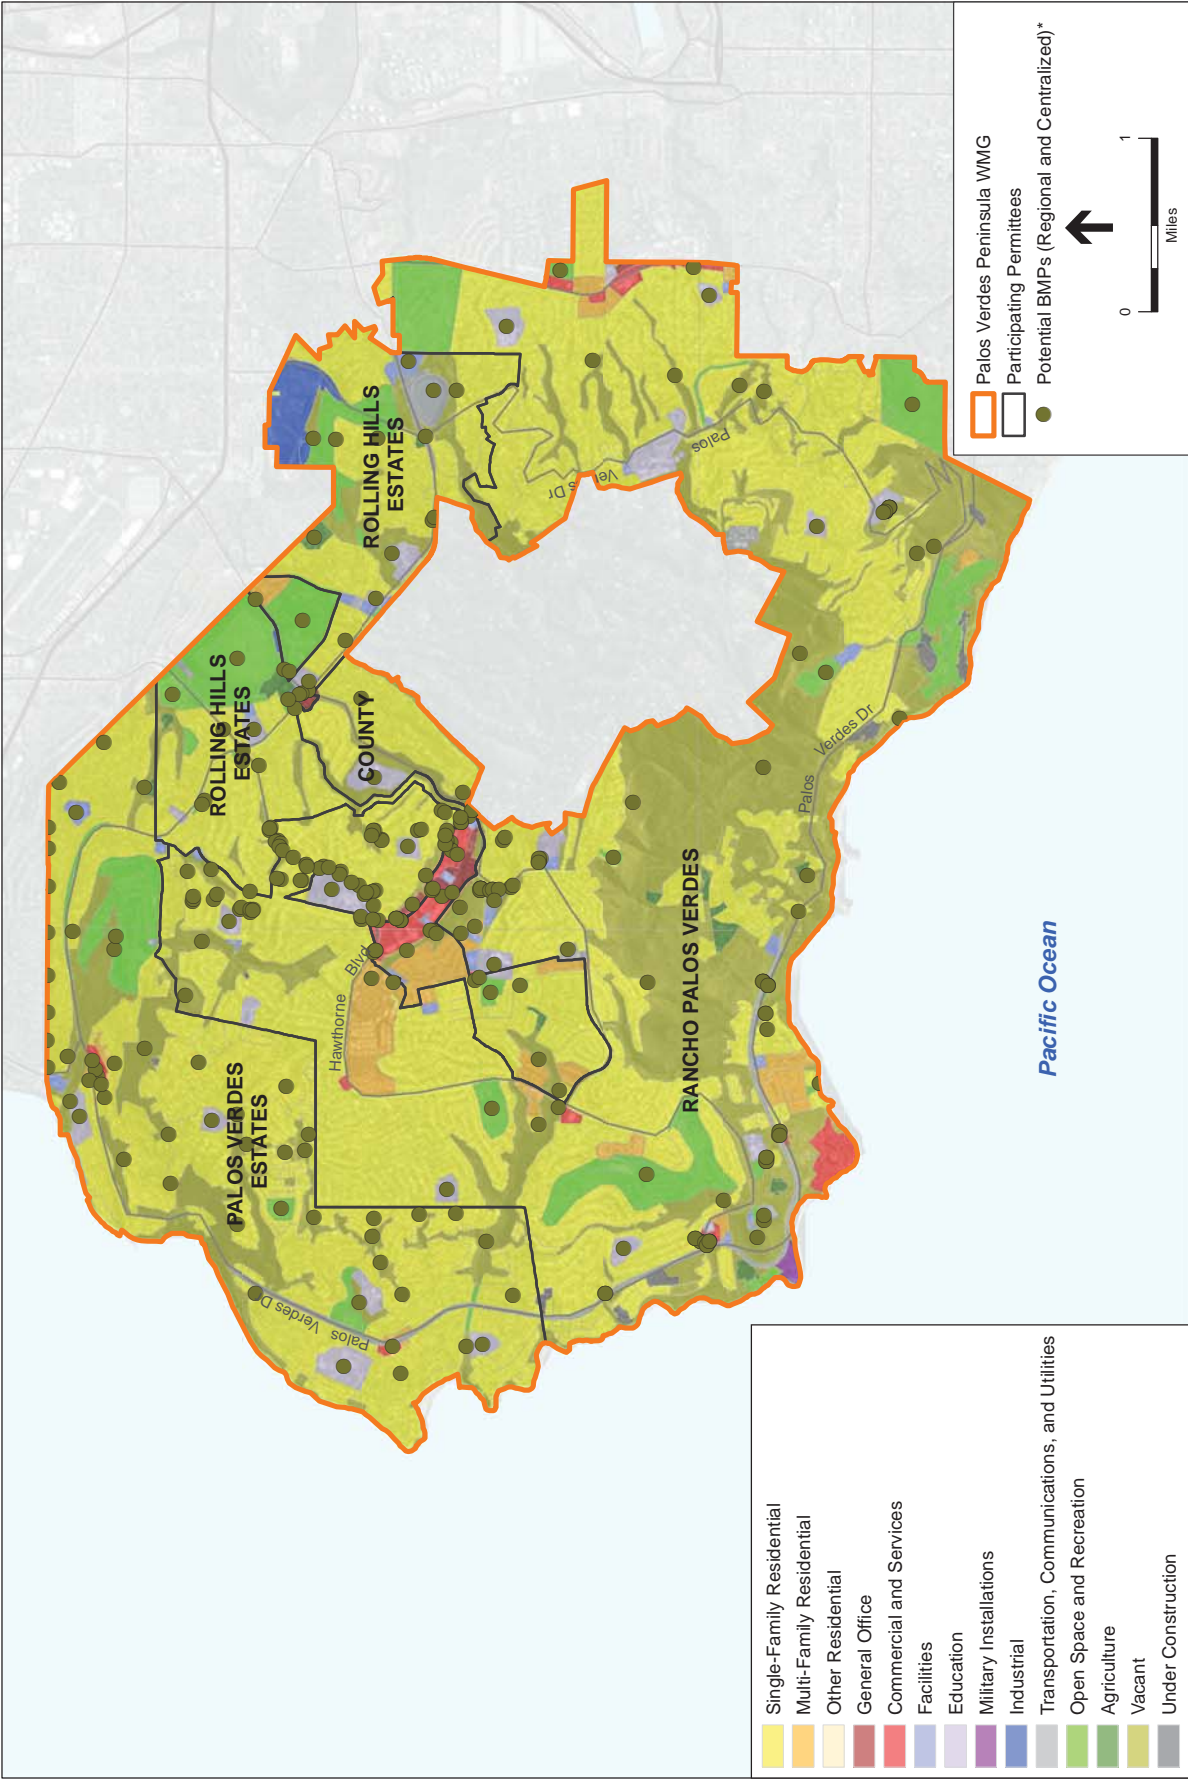 ROLLING HILLS
ESTATES
ROLLING HILLS
ESTATES
COUNTY
PALOS VERDES
ESTATES
RANCHO PALOS VERDES
Hawthorne
Blvd
Palos
Verdes Dr
Palos
Verdes Dr
Palos
s Dr
Pacific Ocean
Single-Family Residential
Multi-Family Residential
Other Residential
General Office
Commercial and Services
Facilities
Education
Military Installations
Industrial
Transportation, Communications, and Utilities
Open Space and Recreation
Agriculture
Vacant
Under Construction
Palos Verdes Peninsula WMG
Participating Permittees
Potential BMPs (Regional and Centralized)*
0
1
Miles